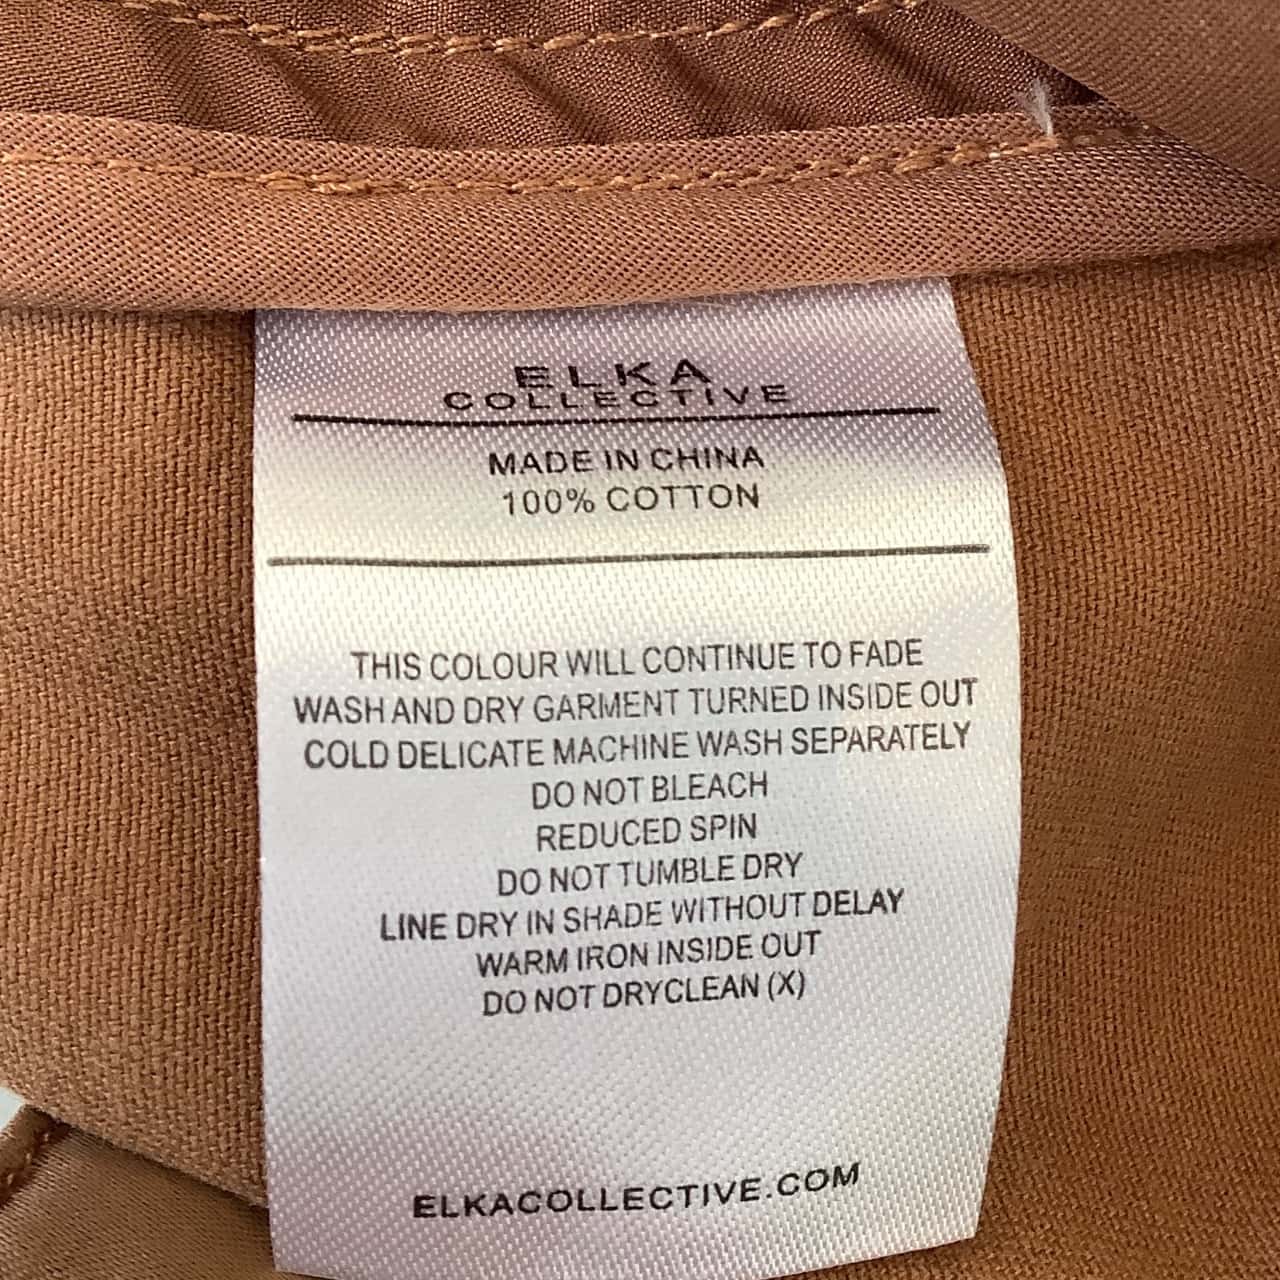 ELKA
COLLECTIVE
MADE IN CHINA
100% COTTON
THIS COLOUR WILL CONTINUE TO FADE
WASH AND DRY GARMENT TURNED INSIDE OUT
COLD DELICATE MACHINE WASH SEPARATELY
DO NOT BLEACH
REDUCED SPIN
DO NOT TUMBLE DRY
LINE DRY IN SHADE WITHOUT DELAY
WARM IRON INSIDE OUT
DO NOT DRYCLEAN (X)
ELKACOLLECTIVE.COM